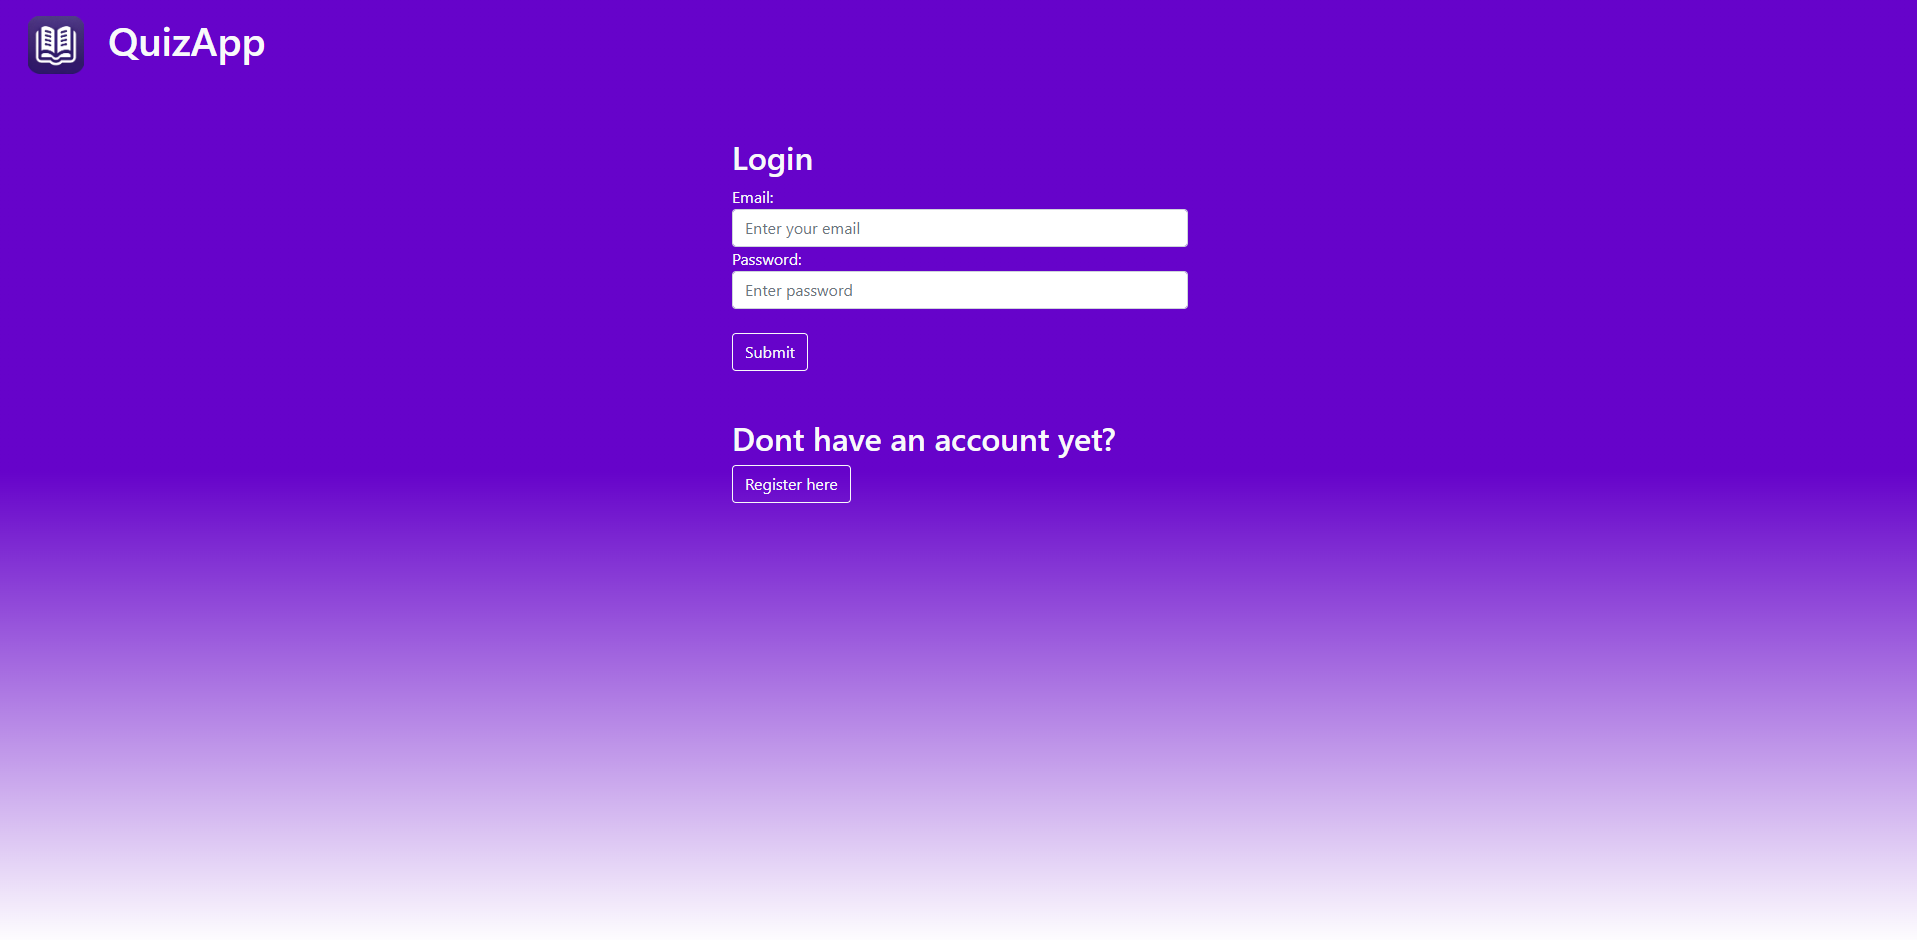 QuizApp
Login
Email:
Enter your email
Password:
Enter password
Submit
Dont have an account yet?
Register here